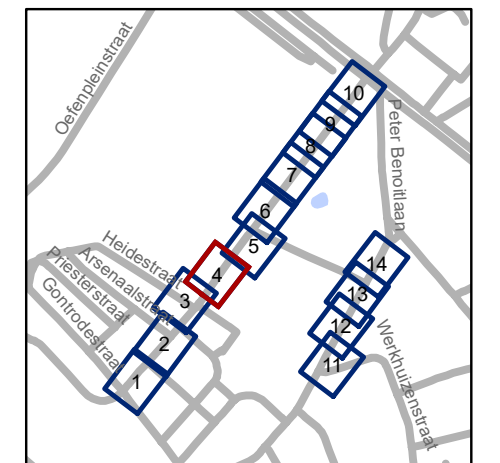 Oefenpleinstraat
Peter Benoitlaan
10
9
8
7
6
5
Heidestraat
Arsenaalstraat
Priesterstraat
Gontrodestraat
4
3
2
1
14
13
12
11
Werkhuizenstraat